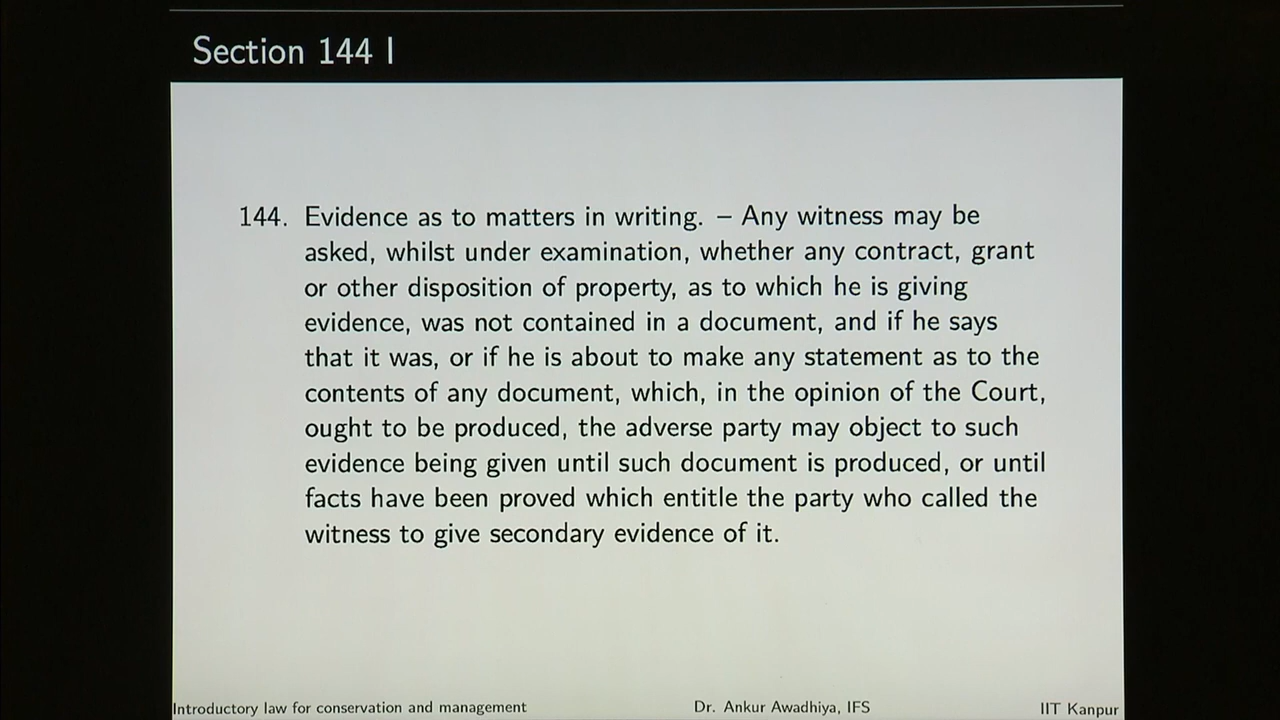 Section 144 I
144. Evidence as to matters in writing. – Any witness may be
asked, whilst under examination, whether any contract, grant
or other disposition of property, as to which he is giving
evidence, was not contained in a document, and if he says
that it was, or if he is about to make any statement as to the
contents of any document, which, in the opinion of the Court,
ought to be produced, the adverse party may object to such
evidence being given until such document is produced, or until
facts have been proved which entitle the party who called the
witness to give secondary evidence of it.
Introductory law for conservation and management Dr. Ankur Awadhiya, IFS IIT Kanpur